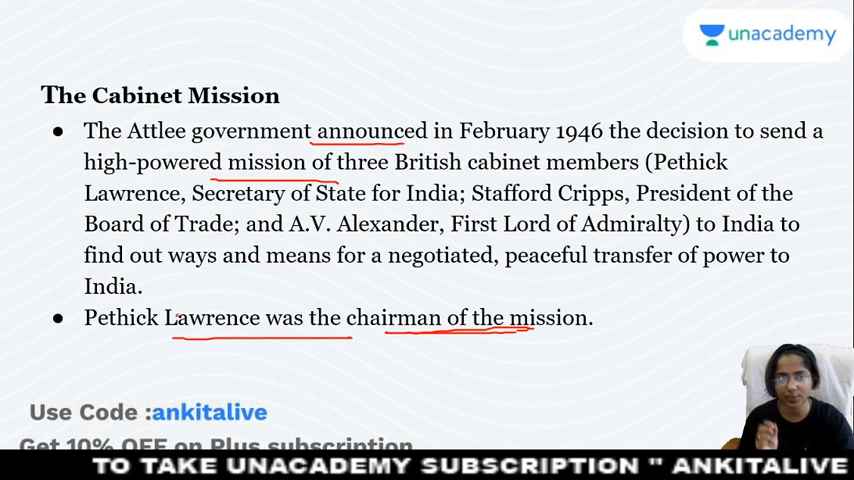 unacademy
The Cabinet Mission
● The Attlee government announced in February 1946 the decision to send a
high-powered mission of three British cabinet members (Pethick
Lawrence, Secretary of State for India; Stafford Cripps, President of the
Board of Trade; and A.V. Alexander, First Lord of Admiralty) to India to
find out ways and means for a negotiated, peaceful transfer of power to
India.
● Pethick Lawrence was the chairman of the mission.
Use Code :ankitalive
Get 10% OFF on Plus subscription
TO TAKE UNACADEMY SUBSCRIPTION " ANKITALIVE